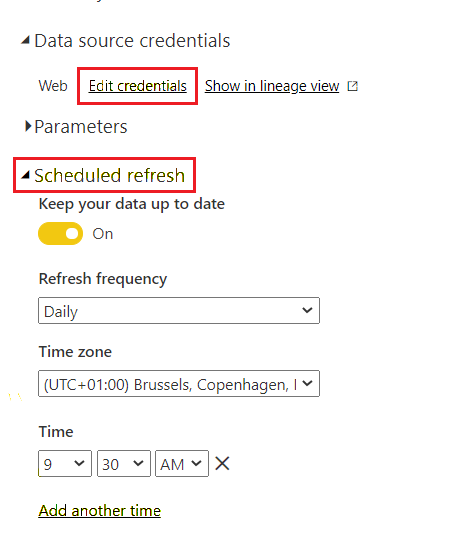 Data source credentials
Web Edit credentials Show in lineage view
Parameters
Scheduled refresh
Keep your data up to date
On
Refresh frequency
Daily
Time zone
(UTC+01:00) Brussels, Copenhagen,
Time
9 30 AM
Add another time